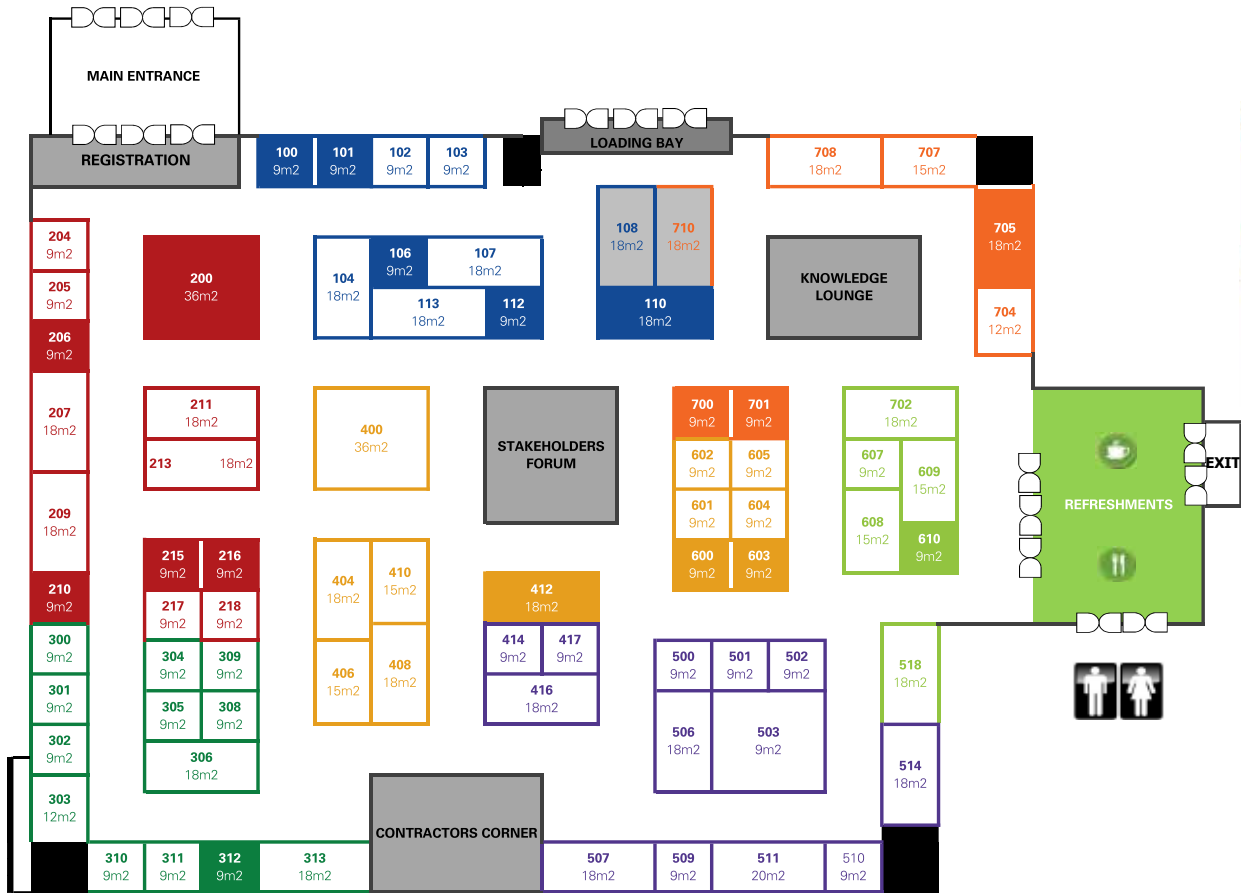 MAIN ENTRANCE
REGISTRATION
100
9m2
101
9m2
102
9m2
103
9m2
LOADING BAY
708
18m2
707
15m2
204
9m2
205
9m2
206
9m2
207
18m2
209
18m2
210
9m2
200
36m2
104
18m2
106
9m2
107
18m2
113
18m2
112
9m2
108
18m2
710
18m2
110
18m2
KNOWLEDGE
LOUNGE
705
18m2
704
12m2
211
18m2
213 18m2
400
36m2
STAKEHOLDERS
FORUM
700
9m2
701
9m2
602
9m2
605
9m2
601
9m2
604
9m2
600
9m2
603
9m2
702
18m2
607
9m2
609
15m2
608
15m2
610
9m2
EXIT
REFRESHMENTS
215
9m2
216
9m2
217
9m2
218
9m2
304
9m2
309
9m2
305
9m2
308
9m2
306
18m2
404
18m2
410
15m2
406
15m2
408
18m2
412
18m2
414
9m2
417
9m2
416
18m2
500
9m2
501
9m2
502
9m2
506
18m2
503
9m2
518
18m2
514
18m2
300
9m2
301
9m2
302
9m2
303
12m2
310
9m2
311
9m2
312
9m2
313
18m2
CONTRACTORS CORNER
507
18m2
509
9m2
511
20m2
510
9m2